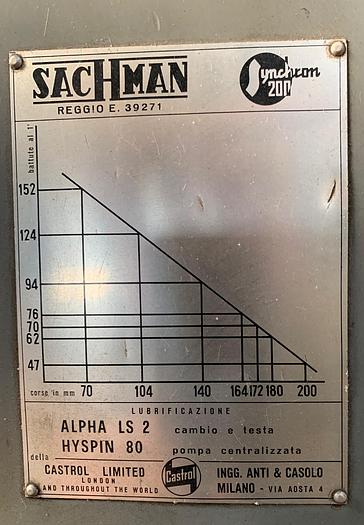 SACHMAN
REGGIO E. 39271
Synchron
200
battute al 1'
152
124
94
76
70
62
47
corse in mm 70 104 140 164 172 180 200
LUBRIFICAZIONE
ALPHA LS 2 cambio e testa
HYSPIN 80 pompa centralizzata
della
CASTROL LIMITED
LONDON
AND THROUGHOUT THE WORLD
Castrol
INGG. ANTI & CASOLO
MILANO - VIA AOSTA 4